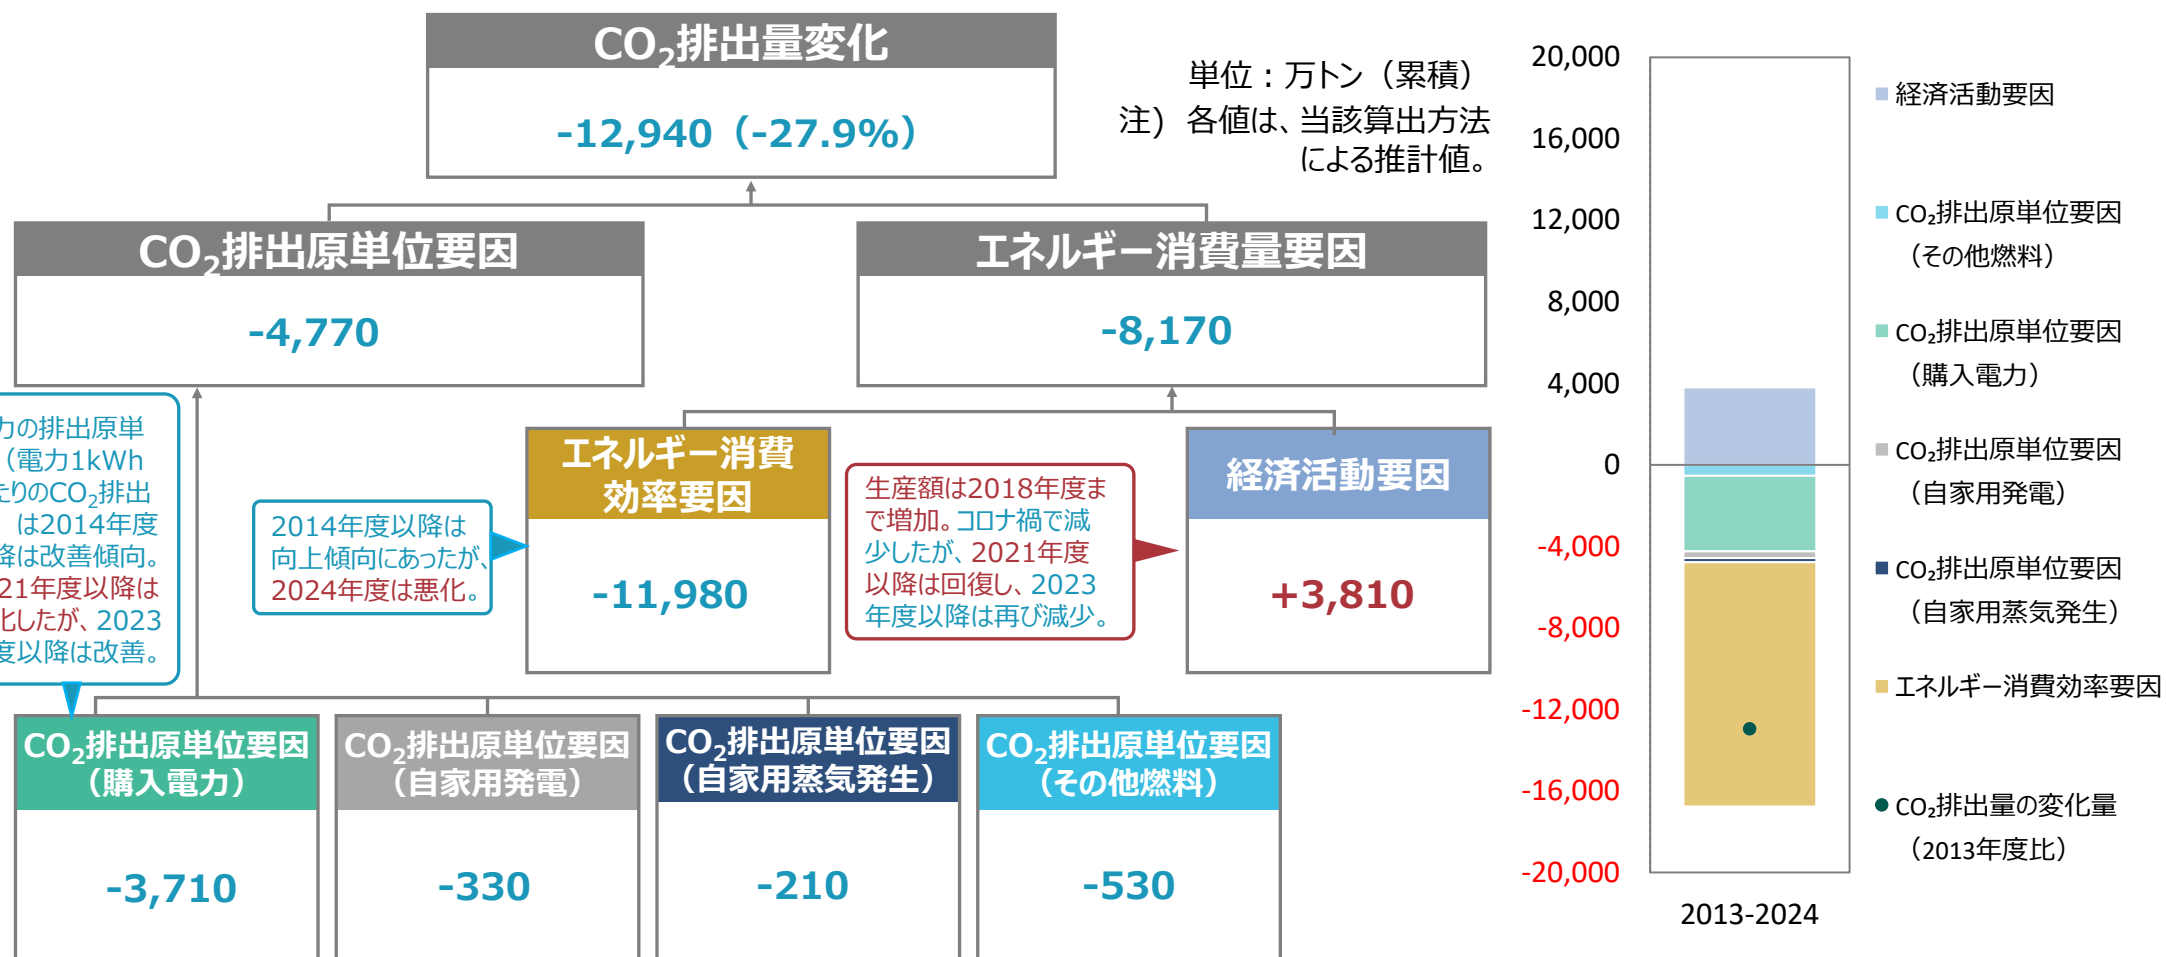 CO₂排出量変化
-12,940（-27.9%）
単位：万トン（累積）
注）各値は、当該算出方法
による推計値。
CO₂排出原単位要因
-4,770
エネルギー消費量要因
-8,170
力の排出原単
（電力1kWh
たりのCO₂排出
は2014年度
降は改善傾向。
21年度以降は
化したが、2023
度以降は改善。
2014年度以降は
向上傾向にあったが、
2024年度は悪化。
エネルギー消費
効率要因
-11,980
生産額は2018年度ま
で増加。コロナ禍で減
少したが、2021年度
以降は回復し、2023
年度以降は再び減少。
経済活動要因
+3,810
CO₂排出原単位要因
（購入電力）
-3,710
CO₂排出原単位要因
（自家用発電）
-330
CO₂排出原単位要因
（自家用蒸気発生）
-210
CO₂排出原単位要因
（その他燃料）
-530
20,000
16,000
12,000
8,000
4,000
0
-4,000
-8,000
-12,000
-16,000
-20,000
2013-2024
経済活動要因
CO₂排出原単位要因
（その他燃料）
CO₂排出原単位要因
（購入電力）
CO₂排出原単位要因
（自家用発電）
CO₂排出原単位要因
（自家用蒸気発生）
エネルギー消費効率要因
CO₂排出量の変化量
（2013年度比）